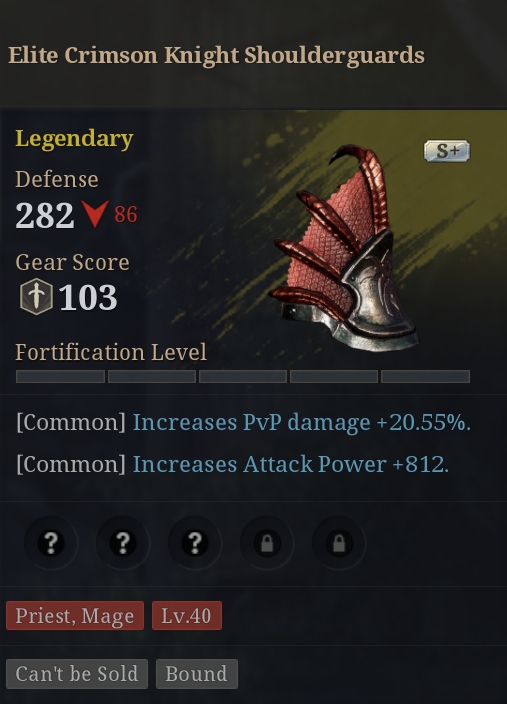 Elite Crimson Knight Shoulderguards
Legendary
S+
Defense
282 86
Gear Score
103
Fortification Level
[Common] Increases PvP damage +20.55%.
[Common] Increases Attack Power +812.
? ? ?
Priest, Mage Lv.40
Can't be Sold Bound